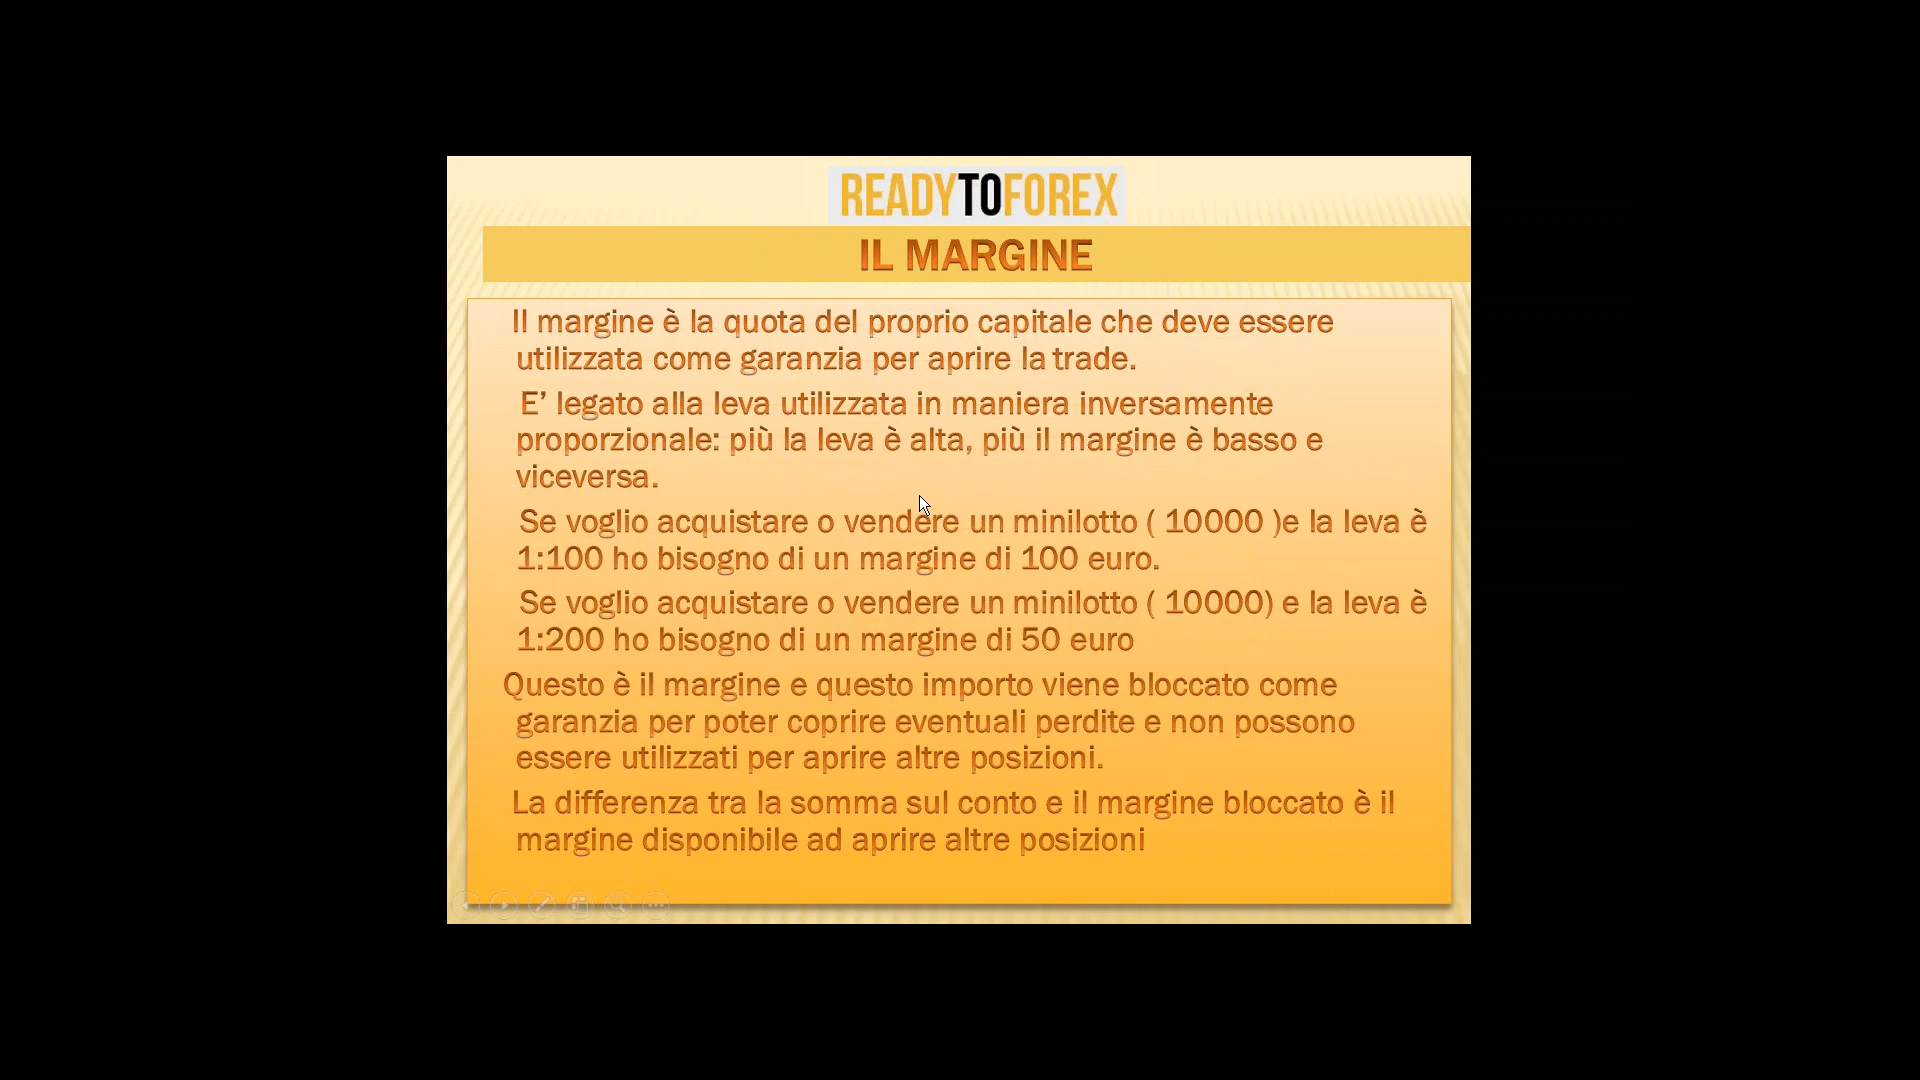 READYTOFOREX
IL MARGINE
Il margine è la quota del proprio capitale che deve essere
utilizzata come garanzia per aprire la trade.
E’ legato alla leva utilizzata in maniera inversamente
proporzionale: più la leva è alta, più il margine è basso e
viceversa.
Se voglio acquistare o vendere un minilotto ( 10000 )e la leva è
1:100 ho bisogno di un margine di 100 euro.
Se voglio acquistare o vendere un minilotto ( 10000) e la leva è
1:200 ho bisogno di un margine di 50 euro
Questo è il margine e questo importo viene bloccato come
garanzia per poter coprire eventuali perdite e non possono
essere utilizzati per aprire altre posizioni.
La differenza tra la somma sul conto e il margine bloccato è il
margine disponibile ad aprire altre posizioni